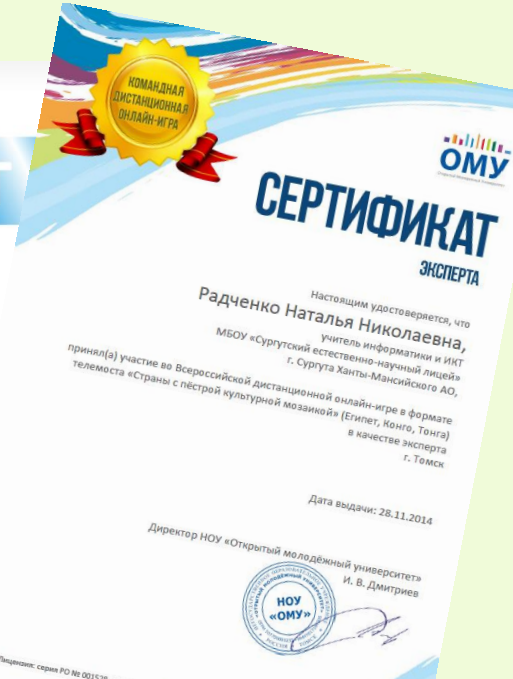 КОМАНДНАЯ
ДИСТАНЦИОННАЯ
ОНЛАЙН-ИГРА
ОМУ
СЕРТИФИКАТ
ЭКСПЕРТА
Настоящим удостоверяется, что
Радченко Наталья Николаевна,
учитель информатики и ИКТ
МБОУ «Сургутский естественно-научный лицей»
г. Сургута Ханты-Мансийского АО,
принял(а) участие во Всероссийской дистанционной онлайн-игре в формате
телемоста «Страны с пёстрой культурной мозаикой» (Египет, Конго, Тонга)
в качестве эксперта
г. Томск
Дата выдачи: 28.11.2014
Директор НОУ «Открытый молодёжный университет»
И. В. Дмитриев
НОУ
«ОМУ»
Лицензия: серия РО №